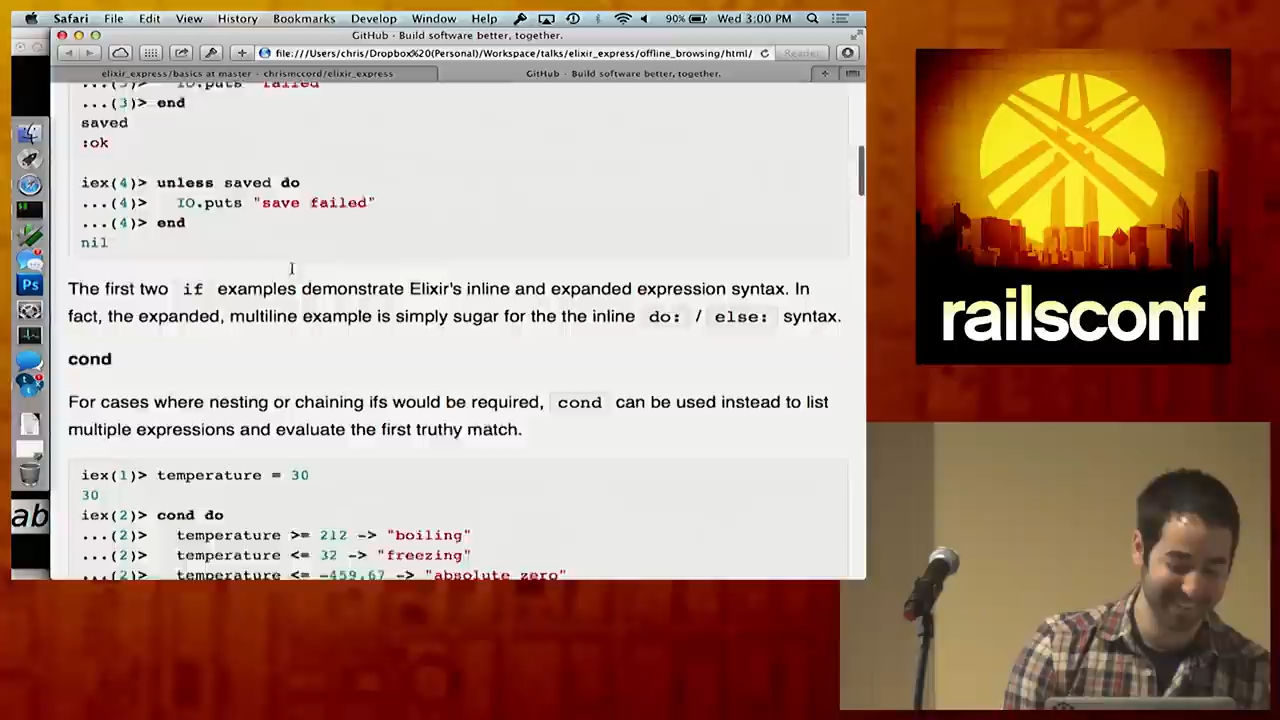 Safari File Edit View History Bookmarks Develop Window Help 90% Wed 3:00 PM
GitHub - Build software better, together.
file:///Users/chris/Dropbox%20(Personal)/Workspace/talks/elixir_express/offline_browsing/html/ Reader
elixir_express/basics at master - chrismccord/elixir_express GitHub - Build software better, together.
...(3)> IO.puts "failed"
...(3)> end
saved
:ok
iex(4)> unless saved do
...(4)> IO.puts "save failed"
...(4)> end
nil
The first two if examples demonstrate Elixir's inline and expanded expression syntax. In
fact, the expanded, multiline example is simply sugar for the the inline do: / else: syntax.
cond
For cases where nesting or chaining ifs would be required, cond can be used instead to list
multiple expressions and evaluate the first truthy match.
iex(1)> temperature = 30
30
iex(2)> cond do
...(2)> temperature >= 212 -> "boiling"
...(2)> temperature <= 32 -> "freezing"
...(2)> temperature <= -459.67 -> "absolute zero"
Ps
ab
railsconf